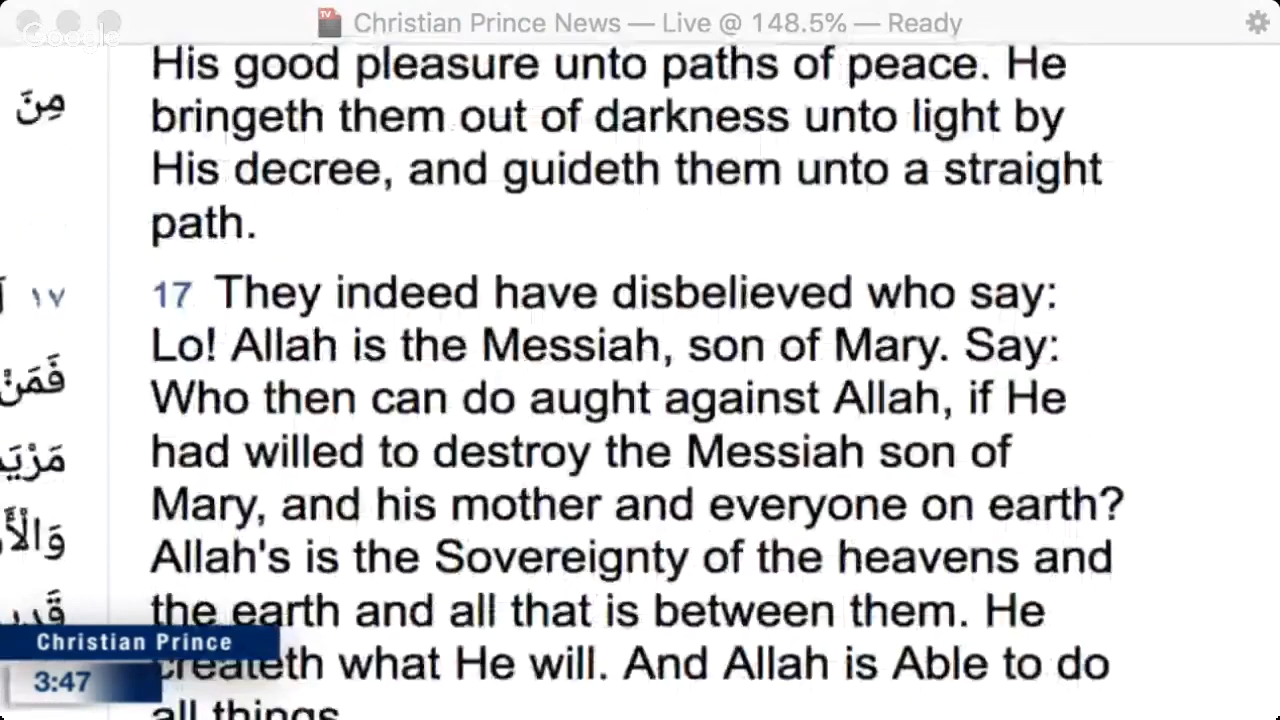 Christian Prince News — Live @ 148.5% — Ready
Google
His good pleasure unto paths of peace. He
bringeth them out of darkness unto light by
His decree, and guideth them unto a straight
path.
17 They indeed have disbelieved who say:
Lo! Allah is the Messiah, son of Mary. Say:
Who then can do aught against Allah, if He
had willed to destroy the Messiah son of
Mary, and his mother and everyone on earth?
Allah's is the Sovereignty of the heavens and
the earth and all that is between them. He
createth what He will. And Allah is Able to do
all things.
مِنَ
١٧
فَمَنْ
Christian Prince
3:47